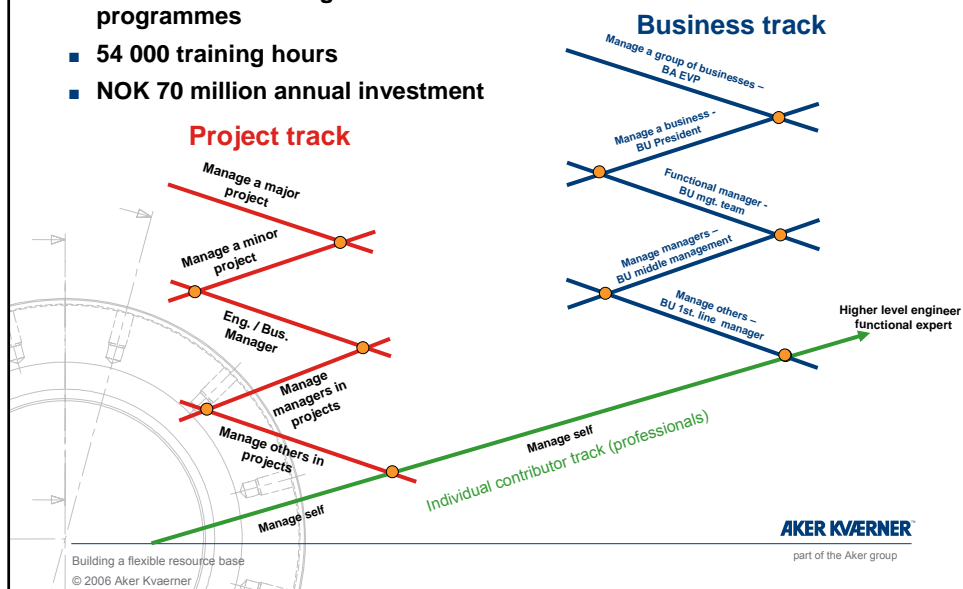 programmes
■ 54 000 training hours
■ NOK 70 million annual investment
Project track
Manage a major
project
Manage a minor
project
Eng. / Bus.
Manager
Manage
managers in
projects
Manage others in
projects
Manage self
Business track
Manage a group of businesses –
BA EVP
Manage a business -
BU President
Functional manager -
BU mgt. team
Manage managers –
BU middle management
Manage others –
BU 1st. line manager
Higher level engineer
functional expert
Manage self
Individual contributor track (professionals)
AKER KVÆRNER™
part of the Aker group
Building a flexible resource base
© 2006 Aker Kvaerner